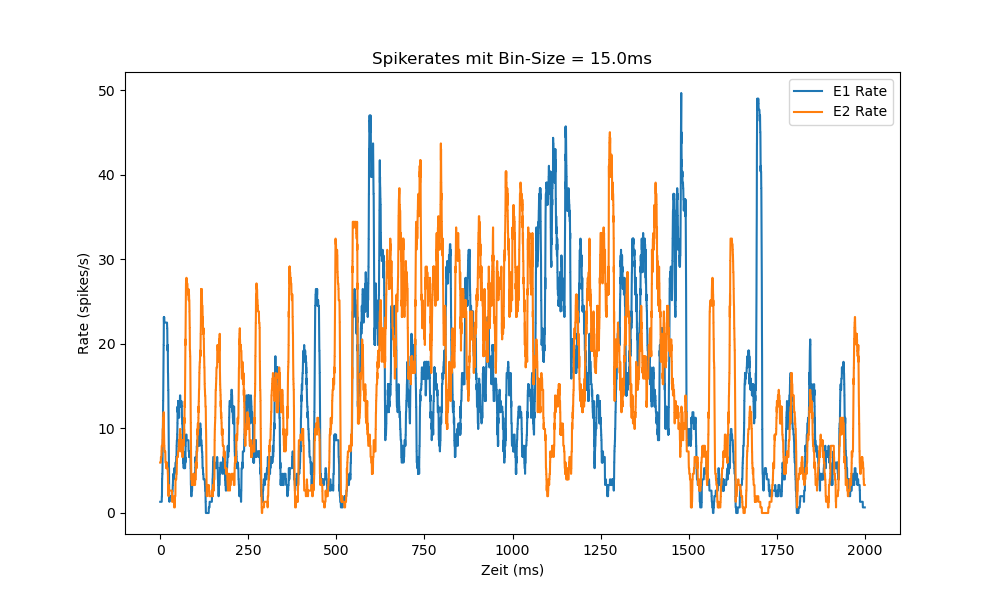 Spikerates mit Bin-Size = 15.0ms
E1 Rate
E2 Rate
50
40
30
20
10
0
Rate (spikes/s)
0 250 500 750 1000 1250 1500 1750 2000
Zeit (ms)